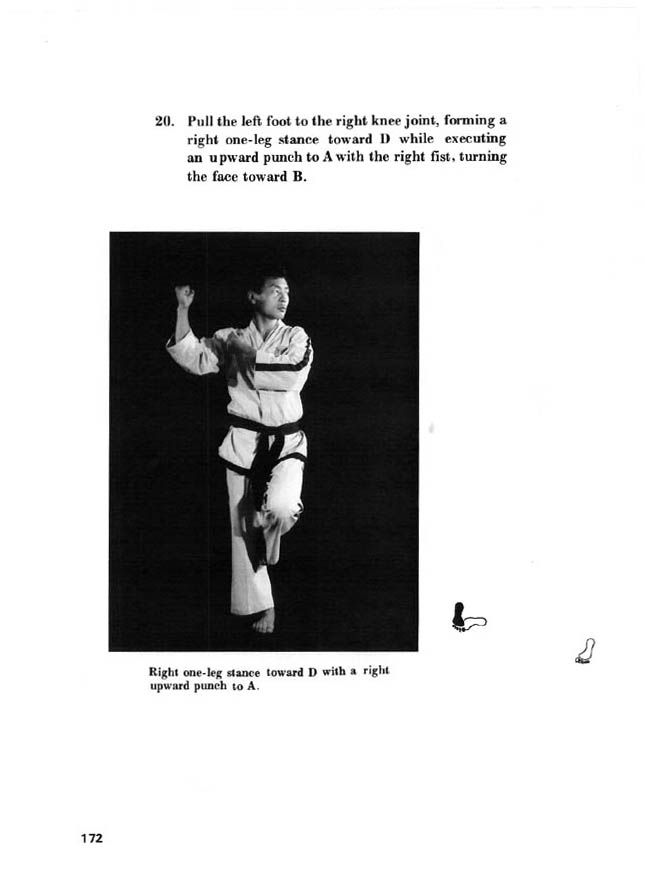 20. Pull the left foot to the right knee joint, forming a
right one-leg stance toward D while executing
an upward punch to A with the right fist, turning
the face toward B.
Right one-leg stance toward D with a right
upward punch to A.
172